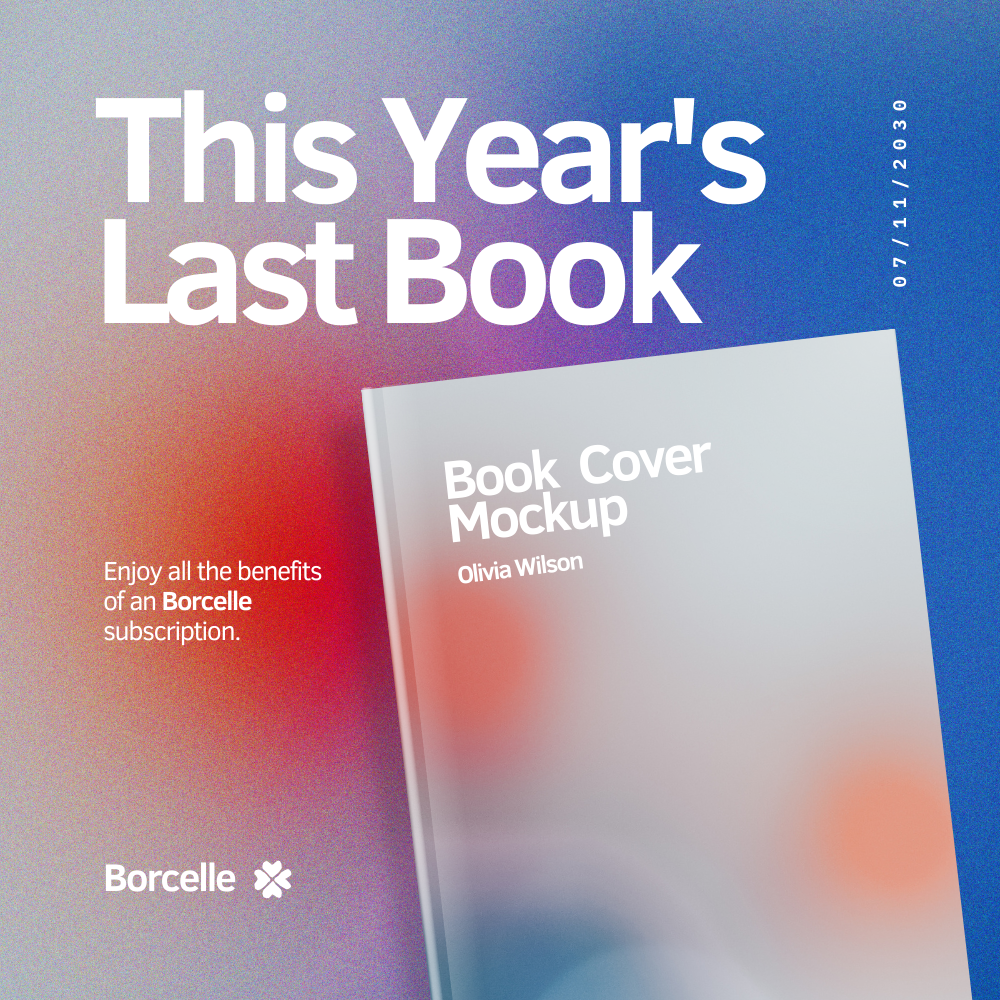 This Year's
Last Book
07/11/2030
Book Cover
Mockup
Olivia Wilson
Enjoy all the benefits
of an Borcelle
subscription.
Borcelle